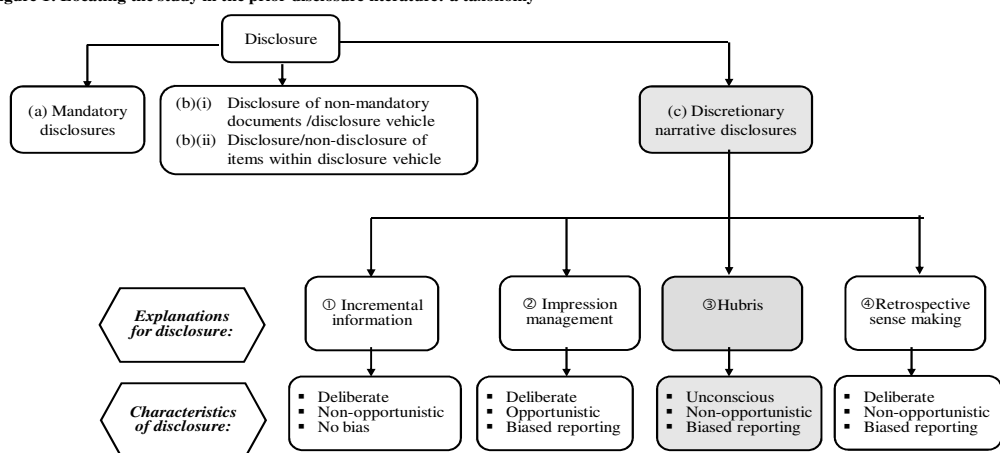 Figure 1: Locating the study in the prior disclosure literature: a taxonomy
Disclosure
(a) Mandatory
disclosures
(b)(i) Disclosure of non-mandatory
documents /disclosure vehicle
(b)(ii) Disclosure/non-disclosure of
items within disclosure vehicle
(c) Discretionary
narrative disclosures
Explanations
for disclosure:
① Incremental
information
② Impression
management
③Hubris
④Retrospective
sense making
Characteristics
of disclosure:
▪ Deliberate
▪ Non-opportunistic
▪ No bias
▪ Deliberate
▪ Opportunistic
▪ Biased reporting
▪ Unconscious
▪ Non-opportunistic
▪ Biased reporting
▪ Deliberate
▪ Non-opportunistic
▪ Biased reporting